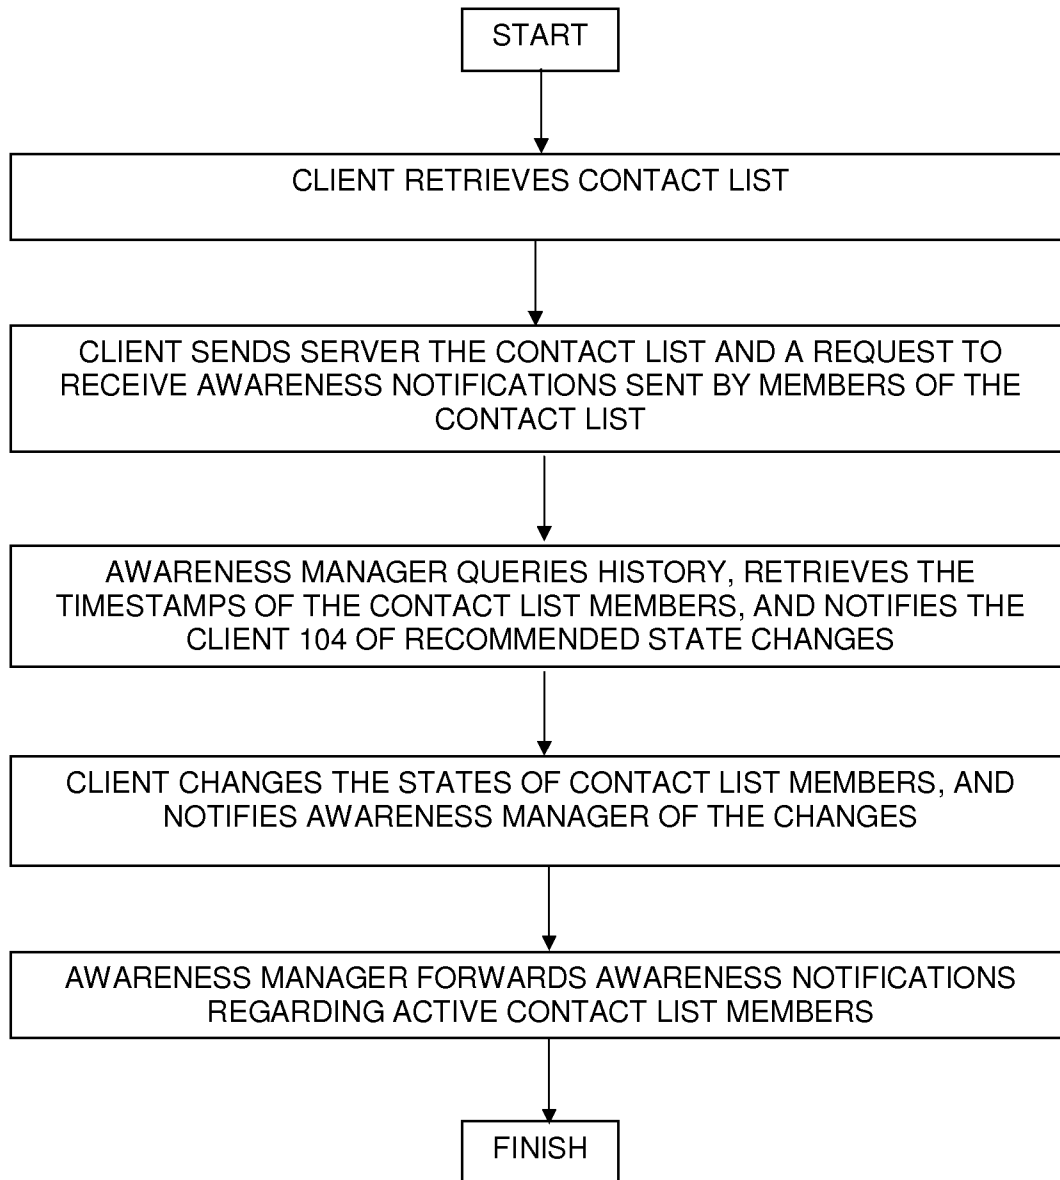 START
CLIENT RETRIEVES CONTACT LIST
CLIENT SENDS SERVER THE CONTACT LIST AND A REQUEST TO
RECEIVE AWARENESS NOTIFICATIONS SENT BY MEMBERS OF THE
CONTACT LIST
AWARENESS MANAGER QUERIES HISTORY, RETRIEVES THE
TIMESTAMPS OF THE CONTACT LIST MEMBERS, AND NOTIFIES THE
CLIENT 104 OF RECOMMENDED STATE CHANGES
CLIENT CHANGES THE STATES OF CONTACT LIST MEMBERS, AND
NOTIFIES AWARENESS MANAGER OF THE CHANGES
AWARENESS MANAGER FORWARDS AWARENESS NOTIFICATIONS
REGARDING ACTIVE CONTACT LIST MEMBERS
FINISH